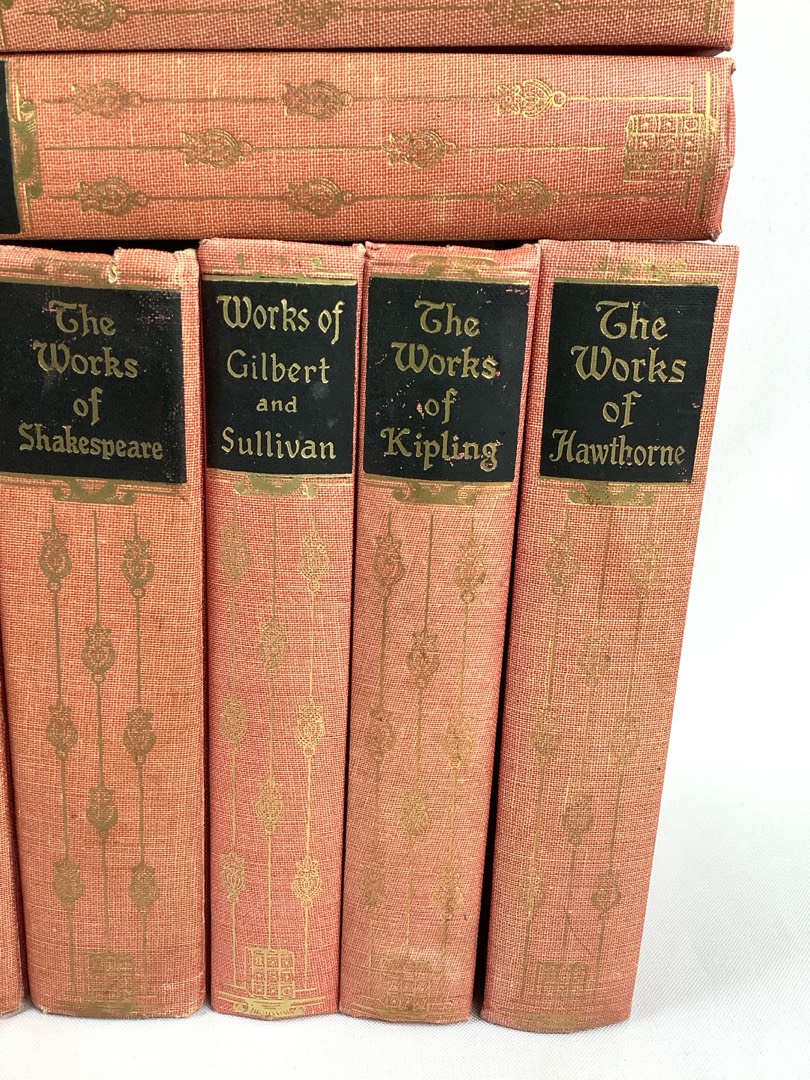 The
Works
of
Shakespeare
Works of
Gilbert
and
Sullivan
The
Works
of
Kipling
The
Works
of
Hawthorne